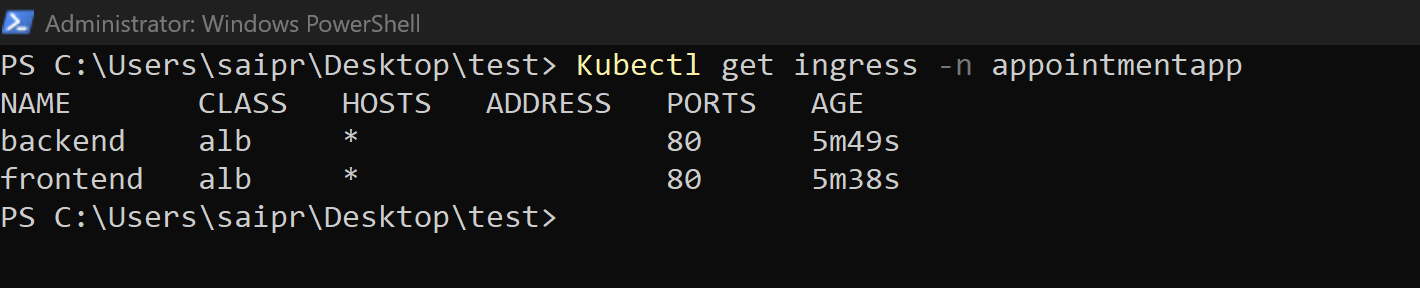 Administrator: Windows PowerShell
PS C:\Users\saipr\Desktop\test> Kubectl get ingress -n appointmentapp
NAME       CLASS   HOSTS   ADDRESS   PORTS   AGE
backend    alb     *                 80      5m49s
frontend   alb     *                 80      5m38s
PS C:\Users\saipr\Desktop\test>